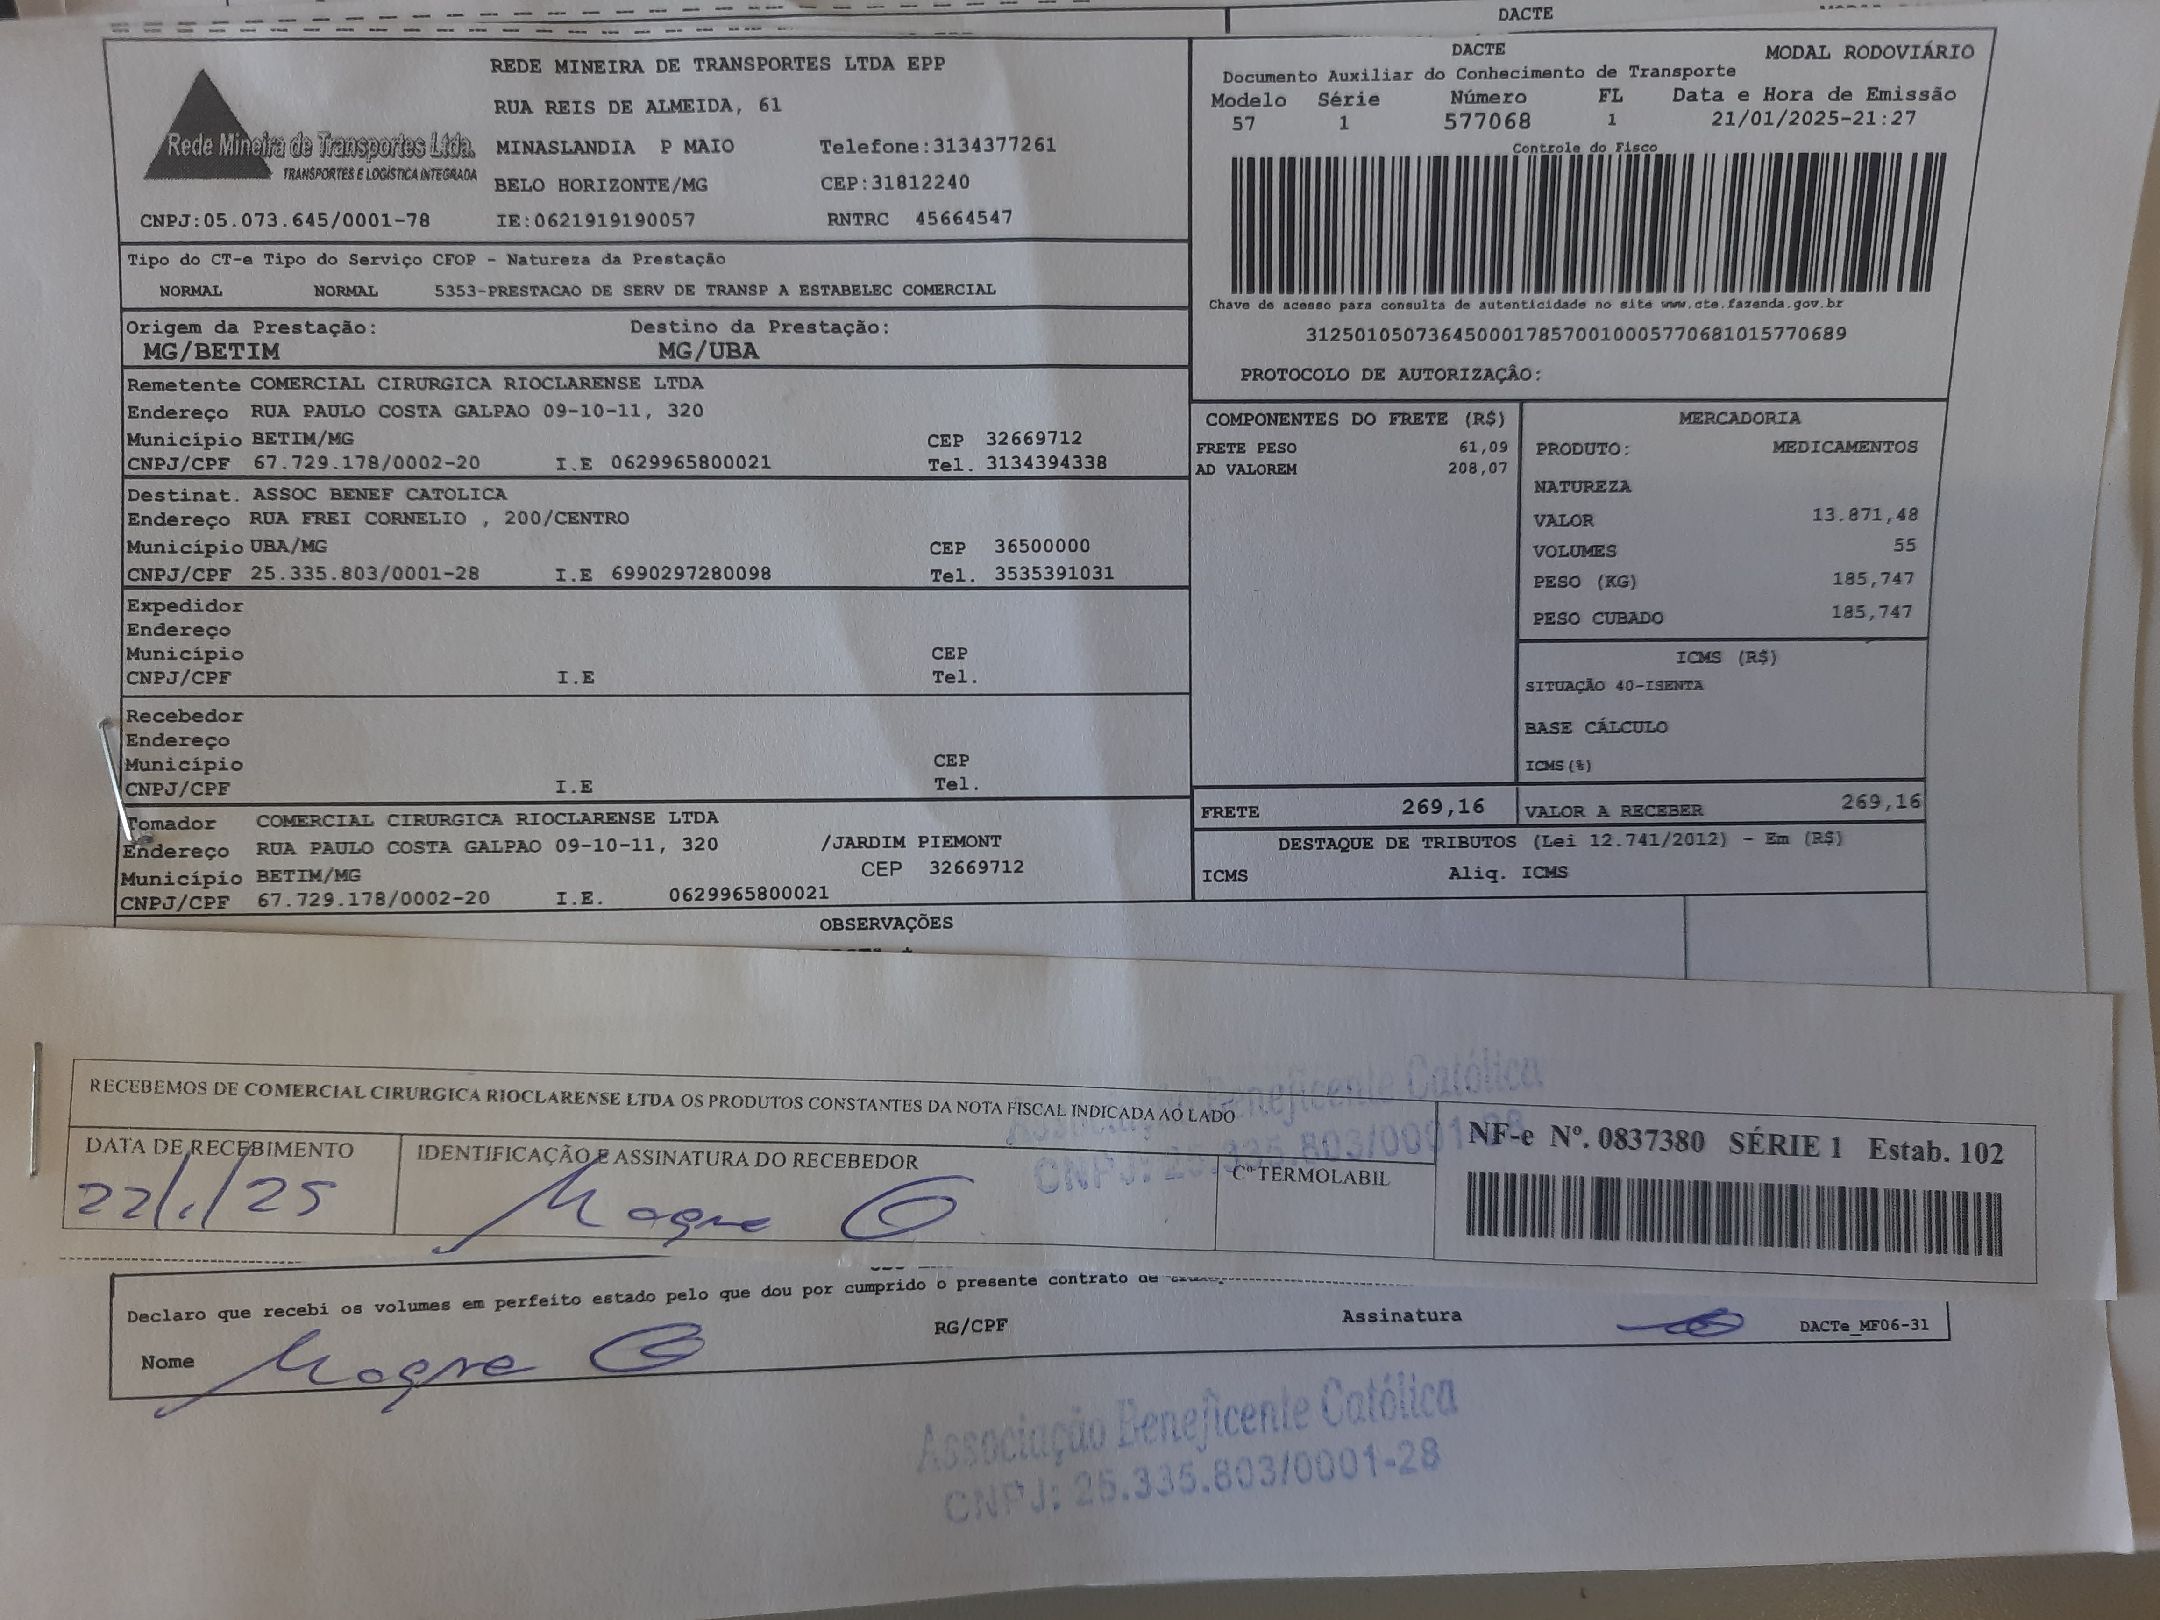 DACTE
REDE MINEIRA DE TRANSPORTES LTDA EPP
RUA REIS DE ALMEIDA, 61
MINASLANDIA P MAIO Telefone:3134377261
BELO HORIZONTE/MG CEP:31812240
CNPJ:05.073.645/0001-78 IE:0621919190057 RNTRC 45664547
Rede Mineira de Transportes Ltda.
TRANSPORTES E LOGÍSTICA INTEGRADA
DACTE MODAL RODOVIÁRIO
Documento Auxiliar do Conhecimento de Transporte
Modelo Série Número FL Data e Hora de Emissão
57 1 577068 1 21/01/2025-21:27
Controle do Fisco
Chave de acesso para consulta de autenticidade no site www.cte.fazenda.gov.br
31250105073645000178570010005770681015770689
PROTOCOLO DE AUTORIZAÇÃO:
Tipo do CT-e Tipo do Serviço CFOP - Natureza da Prestação
NORMAL NORMAL 5353-PRESTACAO DE SERV DE TRANSP A ESTABELEC COMERCIAL
Origem da Prestação: Destino da Prestação:
MG/BETIM MG/UBA
Remetente COMERCIAL CIRURGICA RIOCLARENSE LTDA
Endereço RUA PAULO COSTA GALPAO 09-10-11, 320
Município BETIM/MG CEP 32669712
CNPJ/CPF 67.729.178/0002-20 I.E 0629965800021 Tel. 3134394338
Destinat. ASSOC BENEF CATOLICA
Endereço RUA FREI CORNELIO , 200/CENTRO
Município UBA/MG CEP 36500000
CNPJ/CPF 25.335.803/0001-28 I.E 6990297280098 Tel. 3535391031
Expedidor
Endereço
Município CEP
CNPJ/CPF I.E Tel.
Recebedor
Endereço
Município CEP
CNPJ/CPF I.E Tel.
Tomador COMERCIAL CIRURGICA RIOCLARENSE LTDA
Endereço RUA PAULO COSTA GALPAO 09-10-11, 320 /JARDIM PIEMONT
Município BETIM/MG CEP 32669712
CNPJ/CPF 67.729.178/0002-20 I.E. 0629965800021
COMPONENTES DO FRETE (R$)
FRETE PESO 61,09
AD VALOREM 208,07
MERCADORIA
PRODUTO: MEDICAMENTOS
NATUREZA
VALOR 13.871,48
VOLUMES 55
PESO (KG) 185,747
PESO CUBADO 185,747
ICMS (R$)
SITUAÇÃO 40-ISENTA
BASE CÁLCULO
ICMS(%)
FRETE 269,16 VALOR A RECEBER 269,16
DESTAQUE DE TRIBUTOS (Lei 12.741/2012) - Em (R$)
ICMS Aliq. ICMS
OBSERVAÇÕES
RECEBEMOS DE COMERCIAL CIRURGICA RIOCLARENSE LTDA OS PRODUTOS CONSTANTES DA NOTA FISCAL INDICADA AO LADO
Associação Beneficente Católica
CNPJ: 25.335.803/0001-28
DATA DE RECEBIMENTO IDENTIFICAÇÃO E ASSINATURA DO RECEBEDOR Cº TERMOLABIL
22/1/25
NF-e Nº. 0837380 SÉRIE 1 Estab. 102
Declaro que recebi os volumes em perfeito estado pelo que dou por cumprido o presente contrato de
Nome RG/CPF Assinatura DACTe_MF06-31
Associação Beneficente Católica
CNPJ: 25.335.803/0001-28